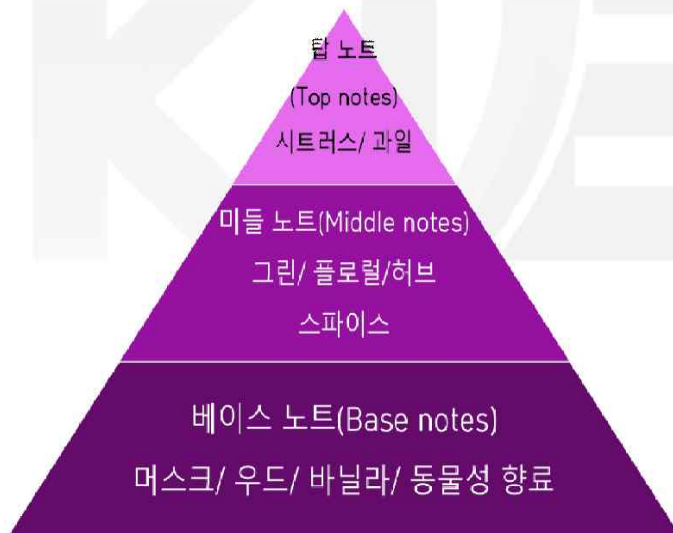 탑 노트
(Top notes)
시트러스/ 과일
미들 노트(Middle notes)
그린/ 플로럴/허브
스파이스
베이스 노트(Base notes)
머스크/ 우드/ 바닐라/ 동물성 향료